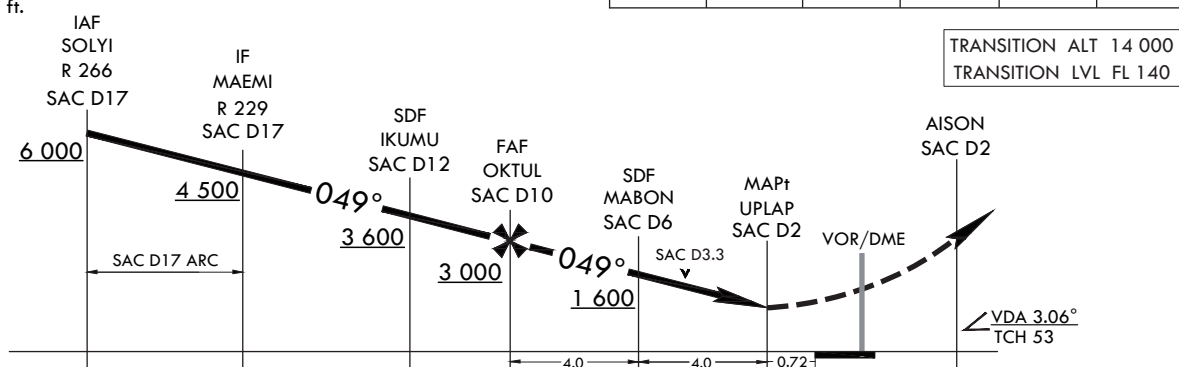 ft.
TRANSITION ALT 14 000
TRANSITION LVL FL 140
IAF
SOLYI
R 266
SAC D17
IF
MAEMI
R 229
SAC D17
SDF
IKUMU
SAC D12
FAF
OKTUL
SAC D10
SDF
MABON
SAC D6
MAPt
UPLAP
SAC D2
VOR/DME
AISON
SAC D2
6 000
4 500
049°
3 600
3 000
049°
SAC D3.3
1 600
SAC D17 ARC
VDA 3.06°
TCH 53
4.0
4.0
0.72